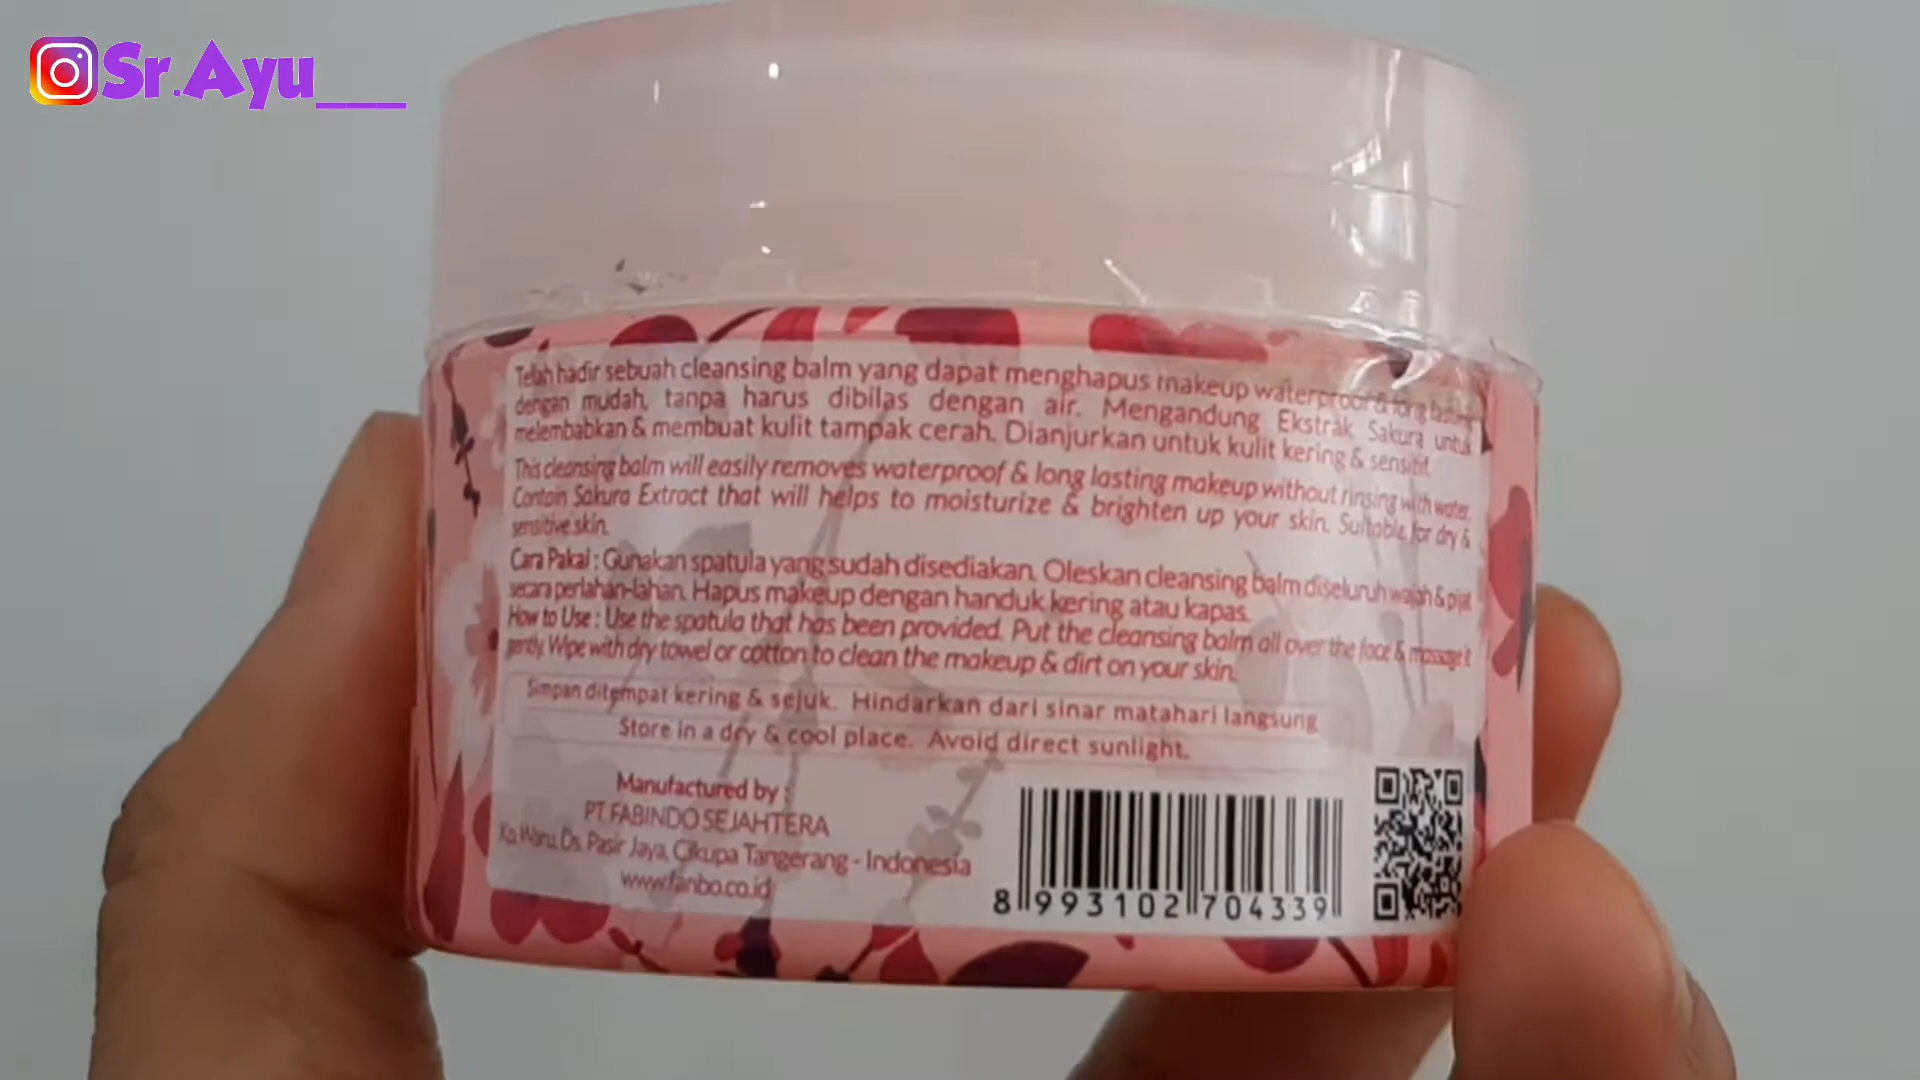 Sr.Ayu___
Telah hadir sebuah cleansing balm yang dapat menghapus makeup waterproof & long lasting
dengan mudah, tanpa harus dibilas dengan air. Mengandung Ekstrak Sakura untuk
melembabkan & membuat kulit tampak cerah. Dianjurkan untuk kulit kering & sensitif.
This cleansing balm will easily removes waterproof & long lasting makeup without rinsing with water.
Contain Sakura Extract that will helps to moisturize & brighten up your skin. Suitable for dry &
sensitive skin.
Cara Pakai : Gunakan spatula yang sudah disediakan. Oleskan cleansing balm diseluruh wajah & pijat
secara perlahan-lahan. Hapus makeup dengan handuk kering atau kapas.
How to Use : Use the spatula that has been provided. Put the cleansing balm all over the face & massage it
gently. Wipe with dry towel or cotton to clean the makeup & dirt on your skin.
Simpan ditempat kering & sejuk. Hindarkan dari sinar matahari langsung
Store in a dry & cool place. Avoid direct sunlight.
Manufactured by :
PT. FABINDO SEJAHTERA
Kp. Waru, Ds. Pasir Jaya, Cikupa Tangerang - Indonesia
www.fanbo.co.id
8 993102 704339